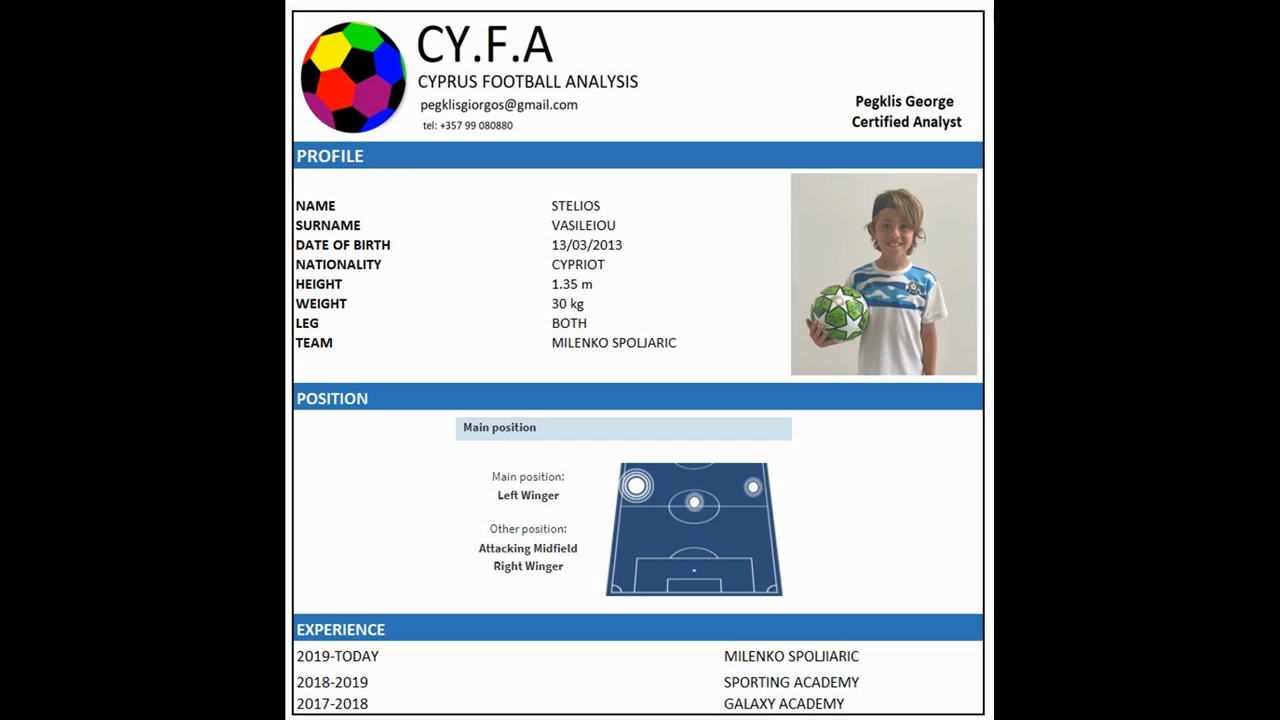 CY.F.A
CYPRUS FOOTBALL ANALYSIS
pegklisgiorgos@gmail.com
tel: +357 99 080880
Pegklis George
Certified Analyst
PROFILE
NAME STELIOS
SURNAME VASILEIOU
DATE OF BIRTH 13/03/2013
NATIONALITY CYPRIOT
HEIGHT 1.35 m
WEIGHT 30 kg
LEG BOTH
TEAM MILENKO SPOLJARIC
POSITION
Main position
Main position:
Left Winger
Other position:
Attacking Midfield
Right Winger
EXPERIENCE
2019-TODAY MILENKO SPOLJIARIC
2018-2019 SPORTING ACADEMY
2017-2018 GALAXY ACADEMY